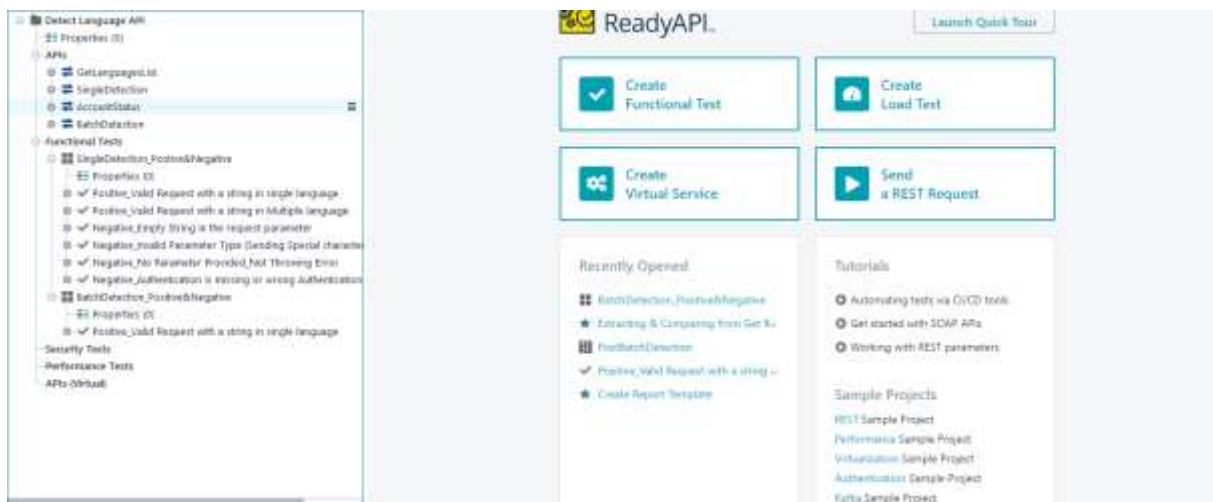 Detect Language API
Properties (0)
APIs
GetLanguagesList
SingleDetection
AccountStatus
BatchDetection
Functional Tests
SingleDetection_Positive&Negative
Properties (0)
Positive_Valid Request with a string in single language
Positive_Valid Request with a string in Multiple language
Negative_Empty String in the request parameter
Negative_Invalid Parameter Type (Sending Special character
Negative_No Parameter Provided_Not Throwing Error
Negative_Authentication is missing or wrong Authentication
BatchDetection_Positive&Negative
Properties (0)
Positive_Valid Request with a string in single language
Security Tests
Performance Tests
APIs (Virtual)
ReadyAPI
Launch Quick Tour
Create
Functional Test
Create
Load Test
Create
Virtual Service
Send
a REST Request
Recently Opened
BatchDetection_Positive&Negative
Extracting & Comparing from Get R...
PostBatchDetection
Positive_Valid Request with a string ...
Create Report Template
Tutorials
Automating tests via CI/CD tools
Get started with SOAP APIs
Working with REST parameters
Sample Projects
REST Sample Project
Performance Sample Project
Virtualization Sample Project
Authentication Sample Project
Kafka Sample Project